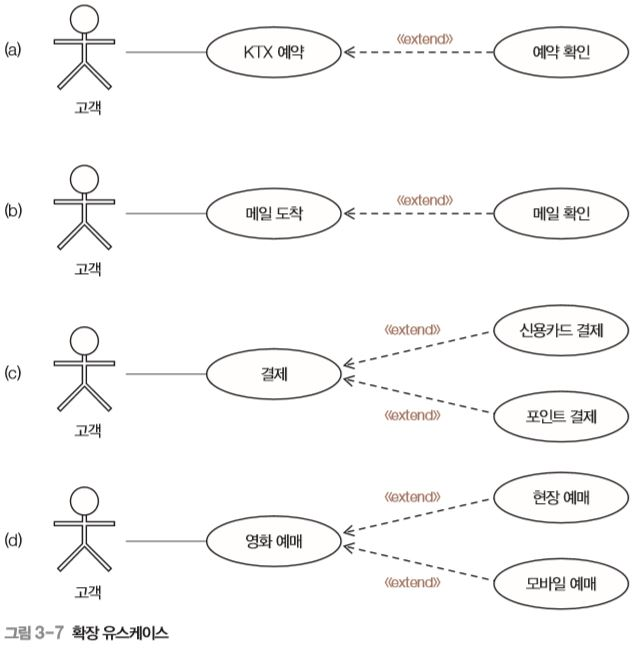 (a)
고객
KTX 예약
《extend》
예약 확인
(b)
고객
메일 도착
《extend》
메일 확인
(c)
고객
결제
《extend》
신용카드 결제
《extend》
포인트 결제
(d)
고객
영화 예매
《extend》
현장 예매
《extend》
모바일 예매
그림 3-7 확장 유스케이스